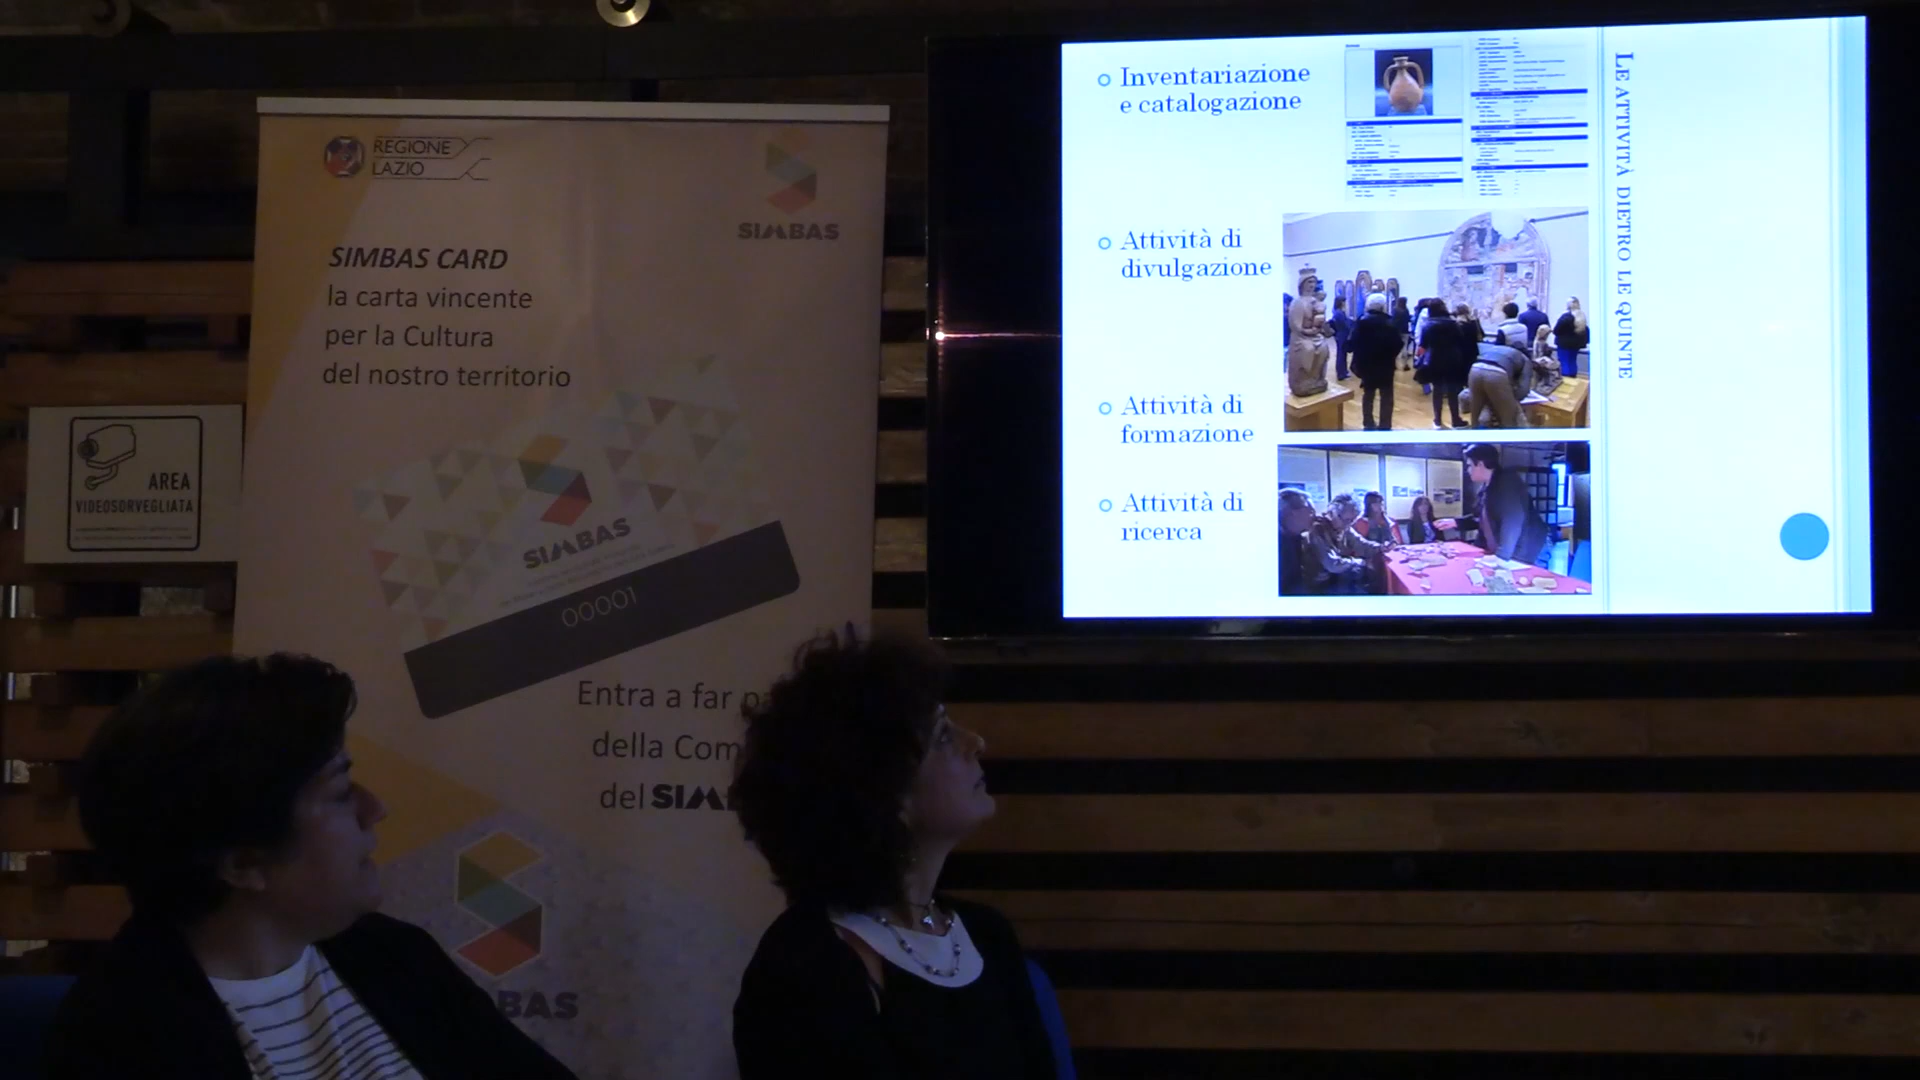 REGIONE
LAZIO
SIMBAS
SIMBAS CARD
la carta vincente
per la Cultura
del nostro territorio
SIMBAS
00001
Entra a far
della Com
del SIM
BAS
AREA
VIDEOSORVEGLIATA
Inventariazione
e catalogazione
Attività di
divulgazione
Attività di
formazione
Attività di
ricerca
LE ATTIVITÀ DIETRO LE QUINTE